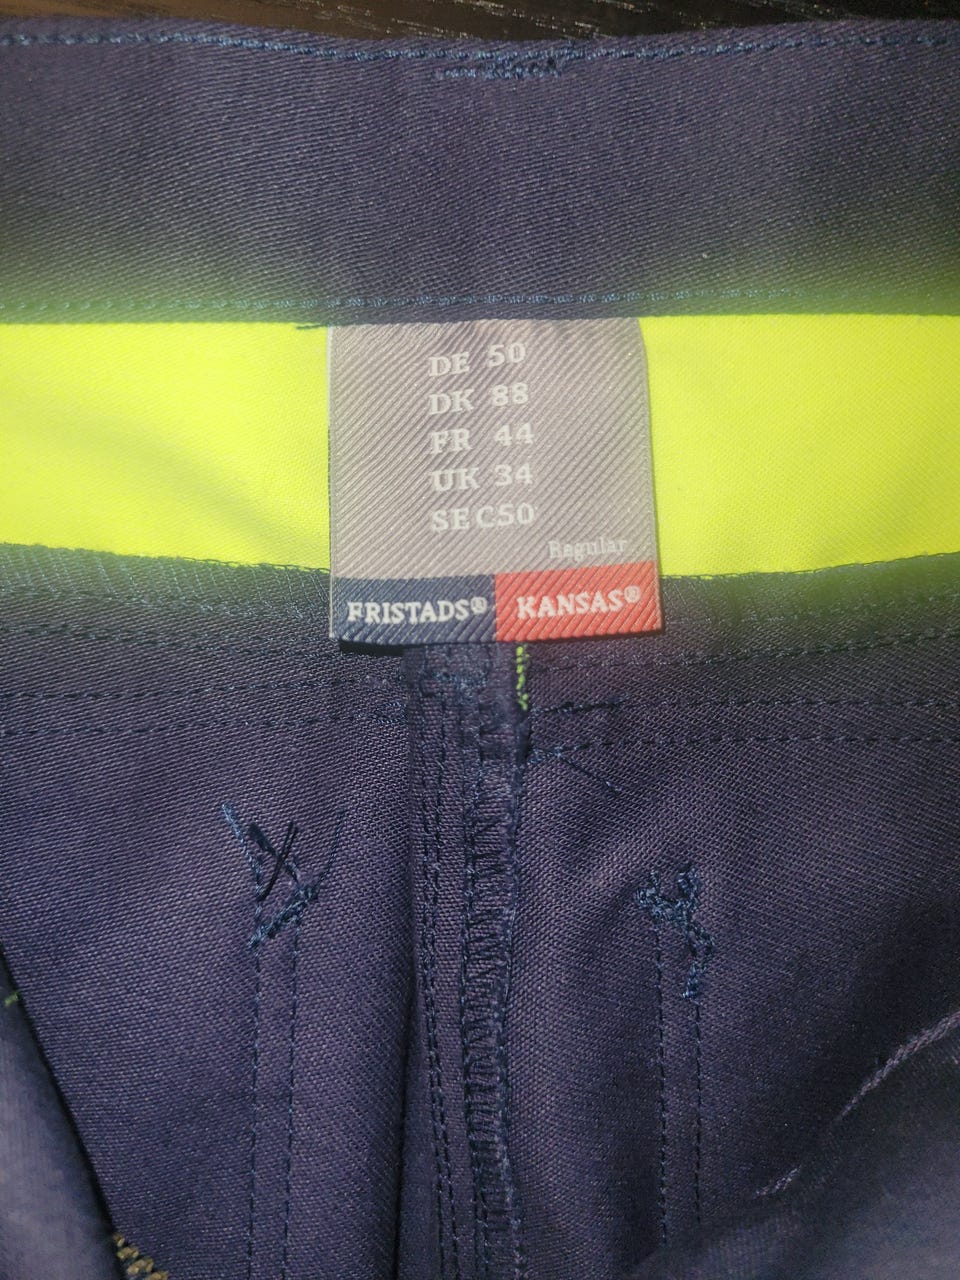 DE 50
DK 88
FR 44
UK 34
SE C50
Regular
FRISTADS® KANSAS®